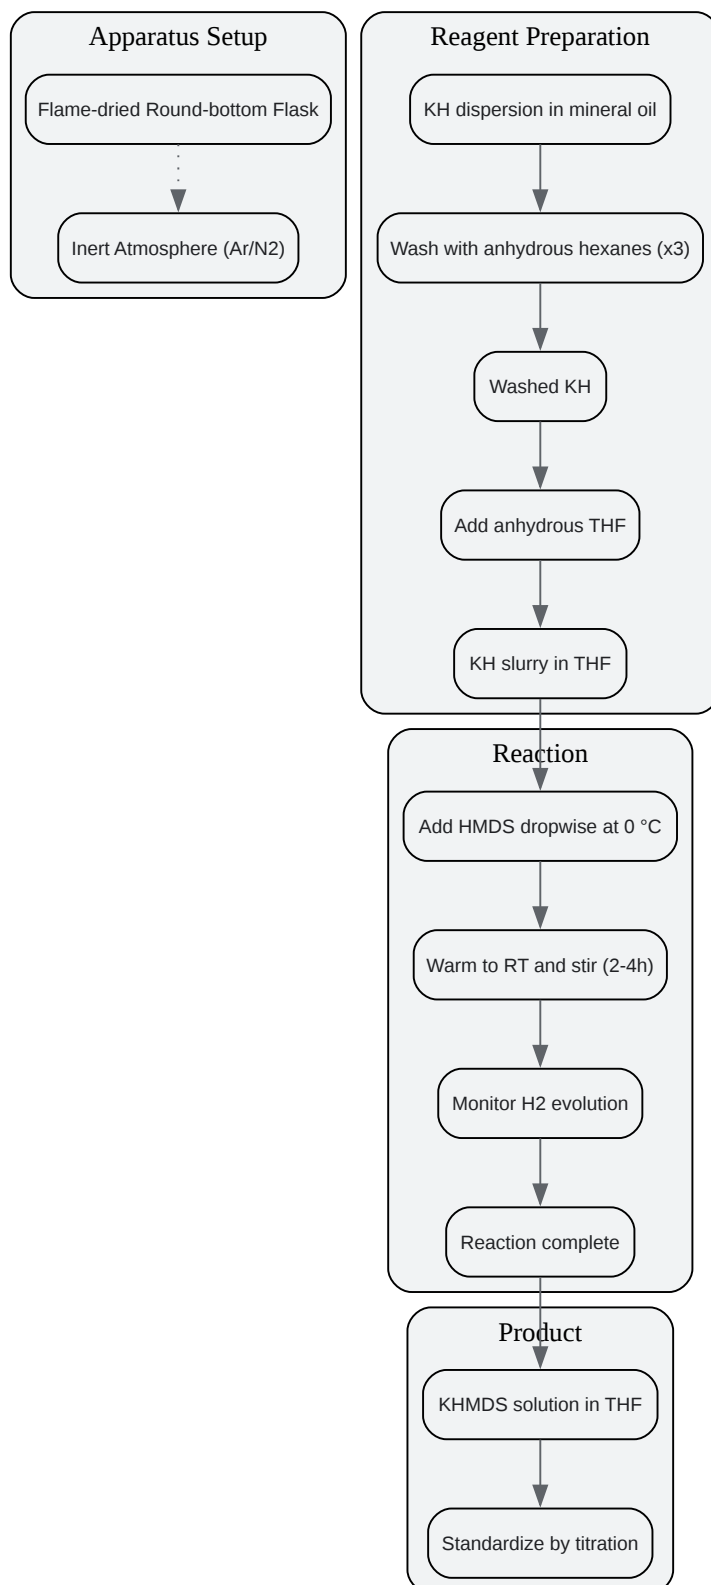 Apparatus Setup
Flame-dried Round-bottom Flask
Inert Atmosphere (Ar/N2)
Reagent Preparation
KH dispersion in mineral oil
Wash with anhydrous hexanes (x3)
Washed KH
Add anhydrous THF
KH slurry in THF
Reaction
Add HMDS dropwise at 0 °C
Warm to RT and stir (2-4h)
Monitor H2 evolution
Reaction complete
Product
KHMDS solution in THF
Standardize by titration